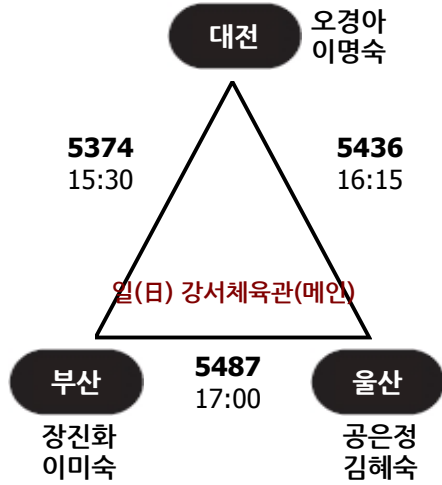 대전
오경아
이명숙
5374
15:30
5436
16:15
일(日) 강서체육관(메인)
부산
5487
17:00
울산
장진화
이미숙
공은정
김혜숙